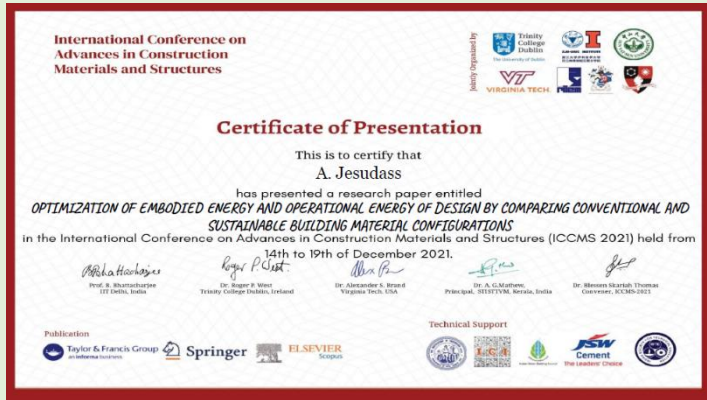 International Conference on
Advances in Construction
Materials and Structures
Jointly Organized by
Trinity
College
Dublin
The University of Dublin
VIRGINIA TECH
rilem
Certificate of Presentation
This is to certify that
A. Jesudass
has presented a research paper entitled
OPTIMIZATION OF EMBODIED ENERGY AND OPERATIONAL ENERGY OF DESIGN BY COMPARING CONVENTIONAL AND
SUSTAINABLE BUILDING MATERIAL CONFIGURATIONS
in the International Conference on Advances in Construction Materials and Structures (ICCMS 2021) held from
14th to 19th of December 2021.
Prof. B. Bhattacharjee
IIT Delhi, India
Dr. Roger P. West
Trinity College Dublin, Ireland
Dr. Alexander S. Brand
Virginia Tech, USA
Dr. A. G.Mathew,
Principal, Kerala, India
Dr. Blessen Skariah Thomas
Convener, ICCMS-2021
Publication
Taylor & Francis Group
an informa business
Springer
ELSEVIER
Scopus
Technical Support
JSW
Cement
The Leaders' Choice